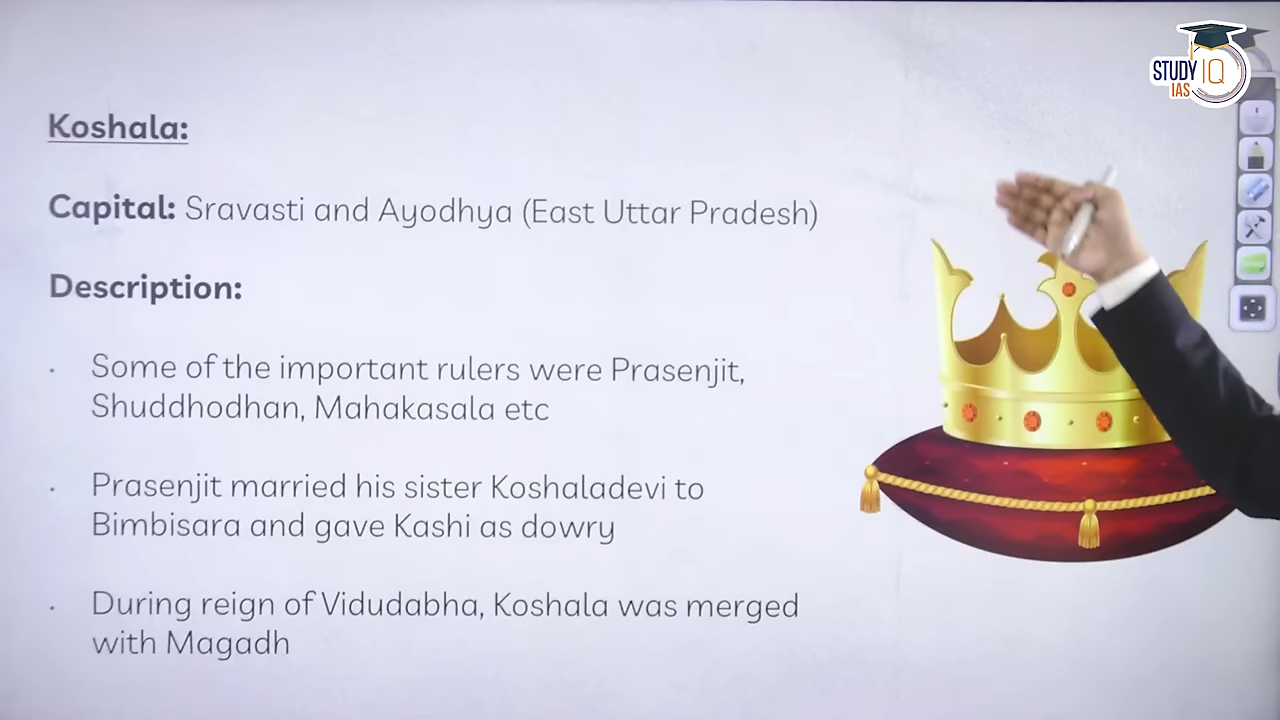 STUDY IQ
IAS
Koshala:
Capital: Sravasti and Ayodhya (East Uttar Pradesh)
Description:
· Some of the important rulers were Prasenjit,
Shuddhodhan, Mahakasala etc
· Prasenjit married his sister Koshaladevi to
Bimbisara and gave Kashi as dowry
· During reign of Vidudabha, Koshala was merged
with Magadh